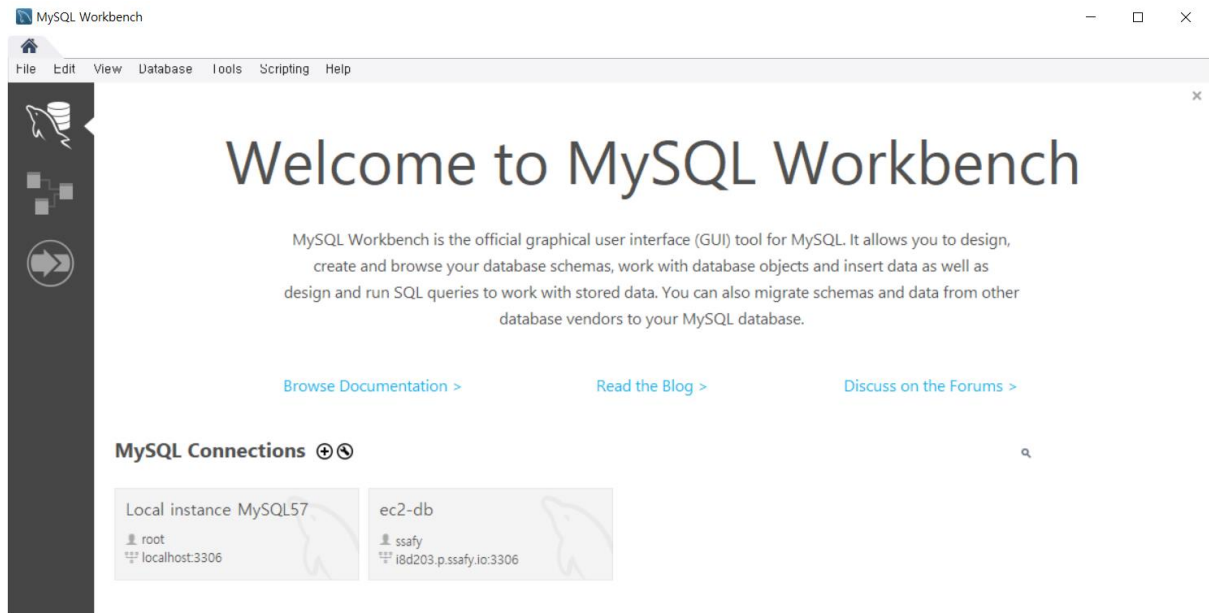 MySQL Workbench
File Edit View Database Tools Scripting Help
Welcome to MySQL Workbench
MySQL Workbench is the official graphical user interface (GUI) tool for MySQL. It allows you to design,
create and browse your database schemas, work with database objects and insert data as well as
design and run SQL queries to work with stored data. You can also migrate schemas and data from other
database vendors to your MySQL database.
Browse Documentation > Read the Blog > Discuss on the Forums >
MySQL Connections
Local instance MySQL57
root
localhost:3306
ec2-db
ssafy
i8d203.p.ssafy.io:3306